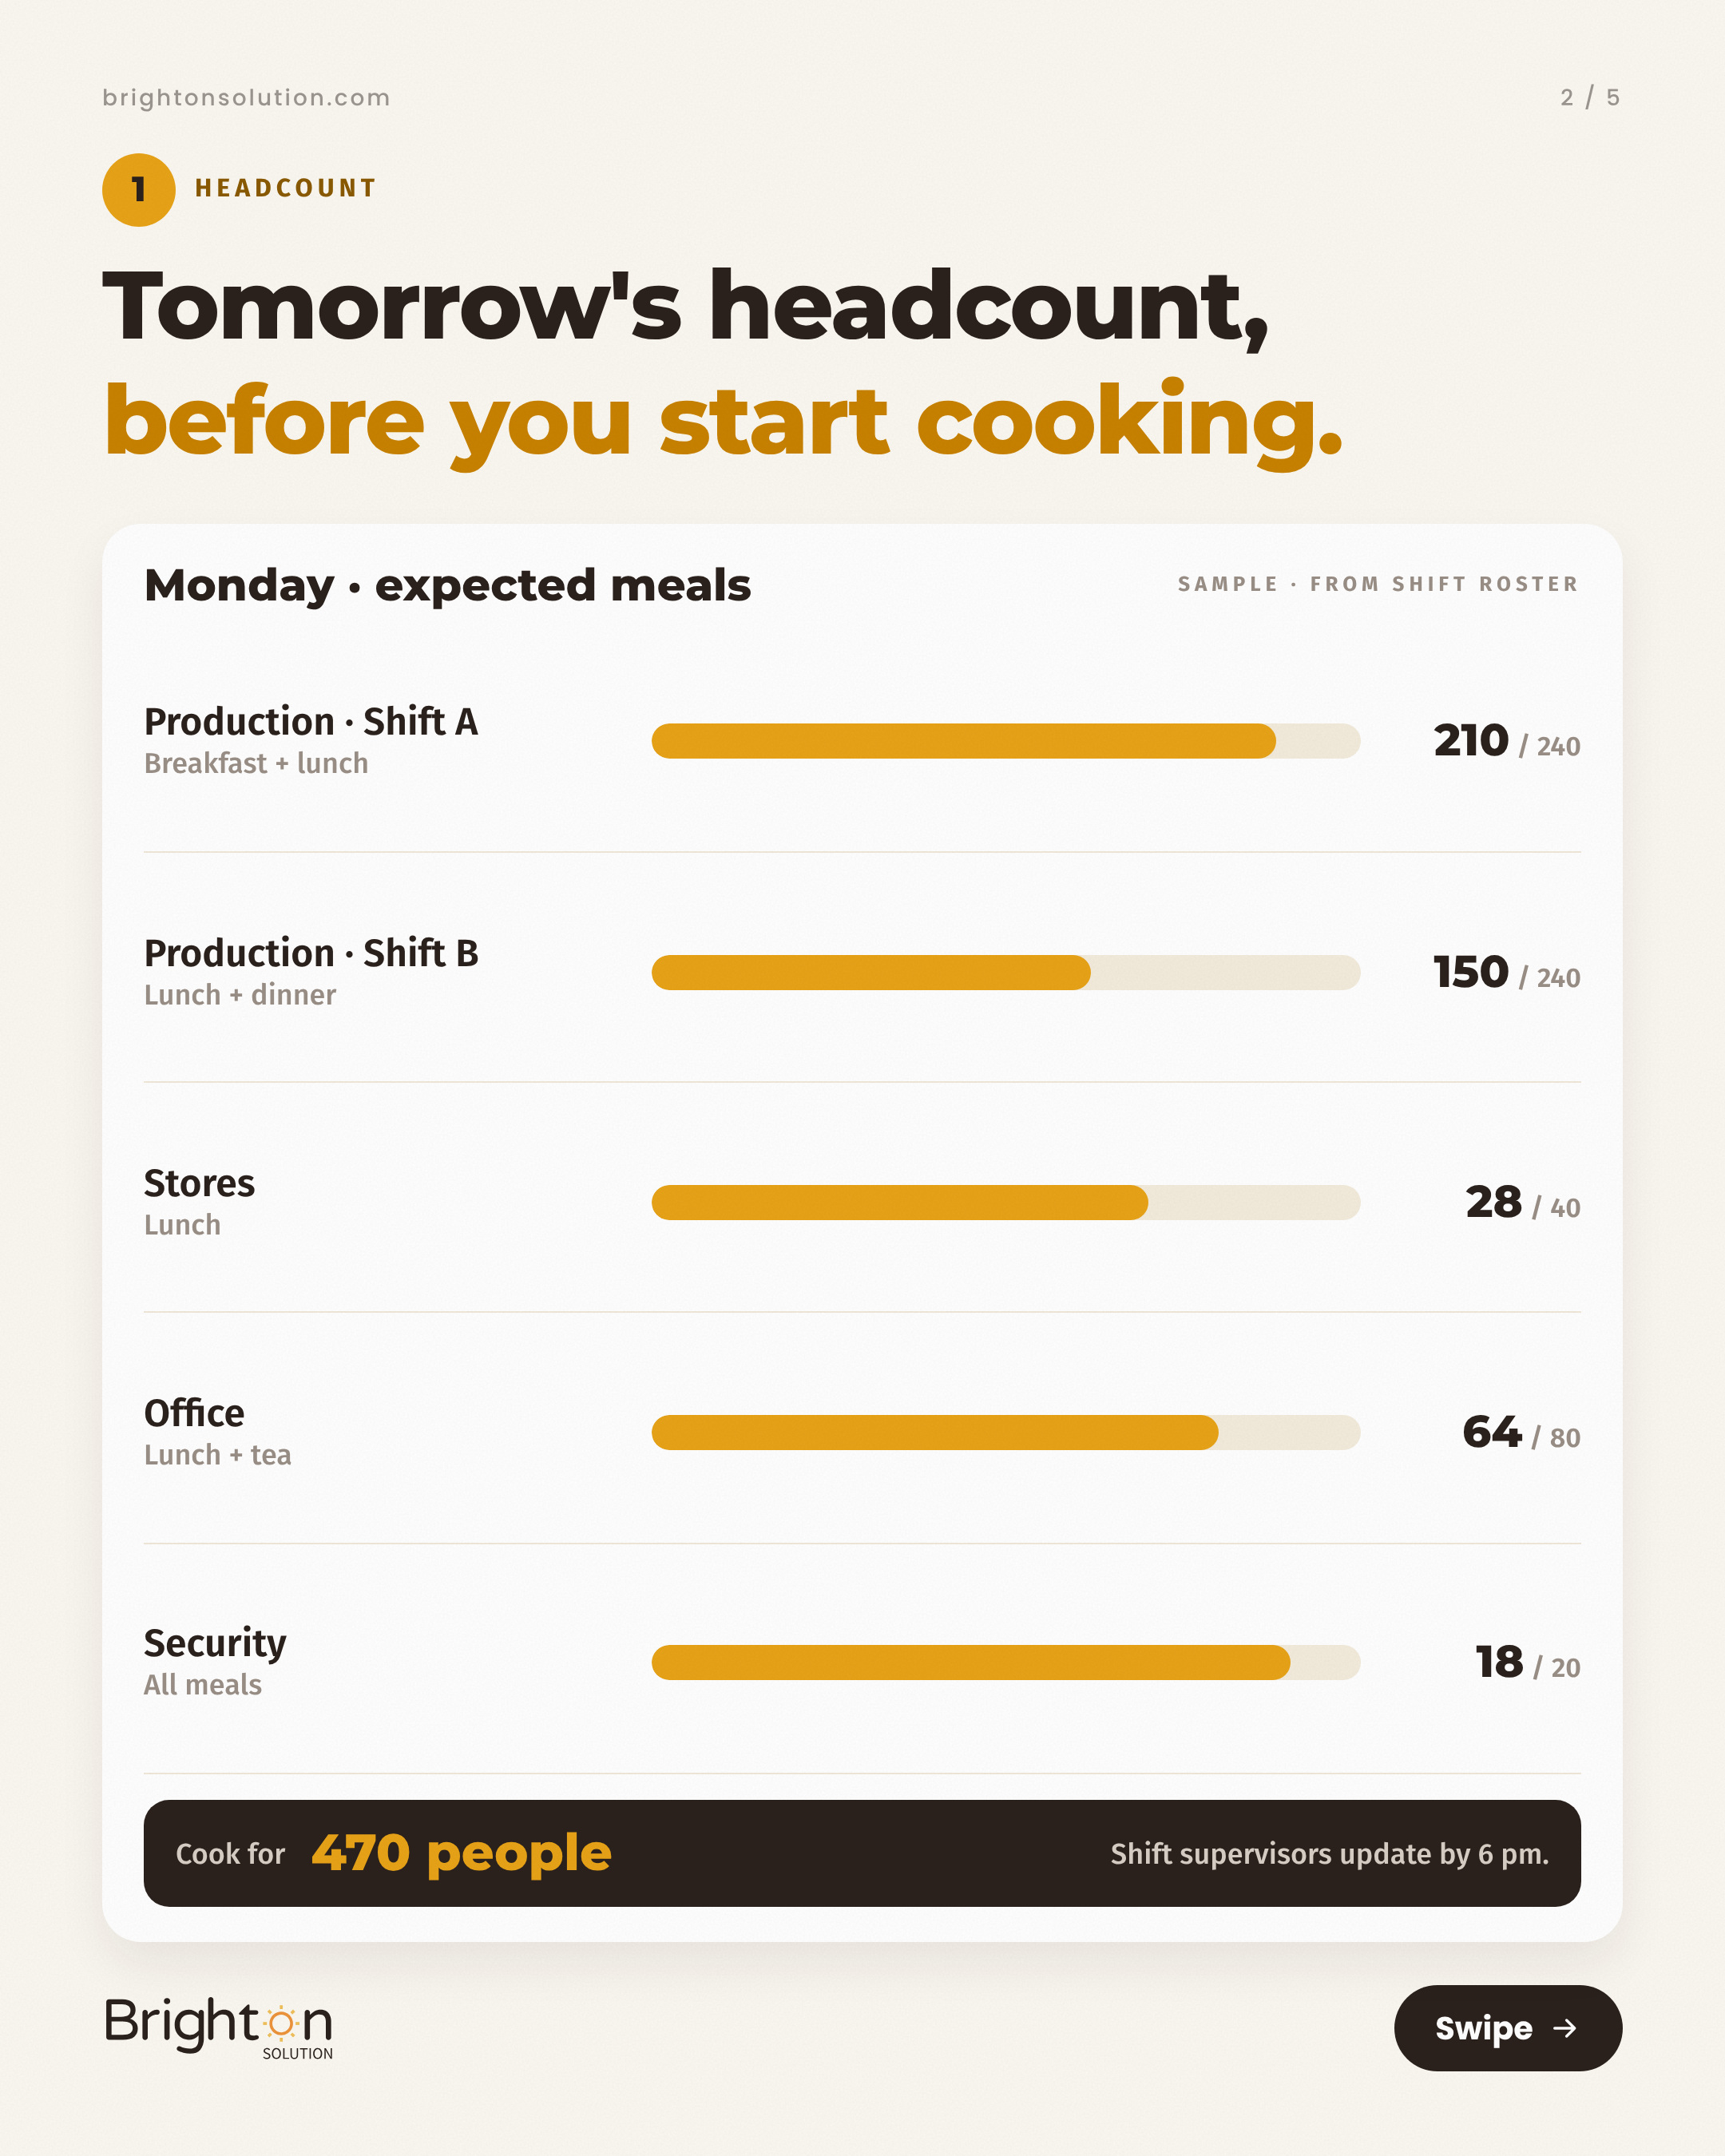 brightonsolution.com
2 / 5
1 HEADCOUNT
Tomorrow's headcount,
before you start cooking.
Monday · expected meals
SAMPLE · FROM SHIFT ROSTER
Production · Shift A
Breakfast + lunch
210 / 240
Production · Shift B
Lunch + dinner
150 / 240
Stores
Lunch
28 / 40
Office
Lunch + tea
64 / 80
Security
All meals
18 / 20
Cook for 470 people
Shift supervisors update by 6 pm.
Brighton
SOLUTION
Swipe →